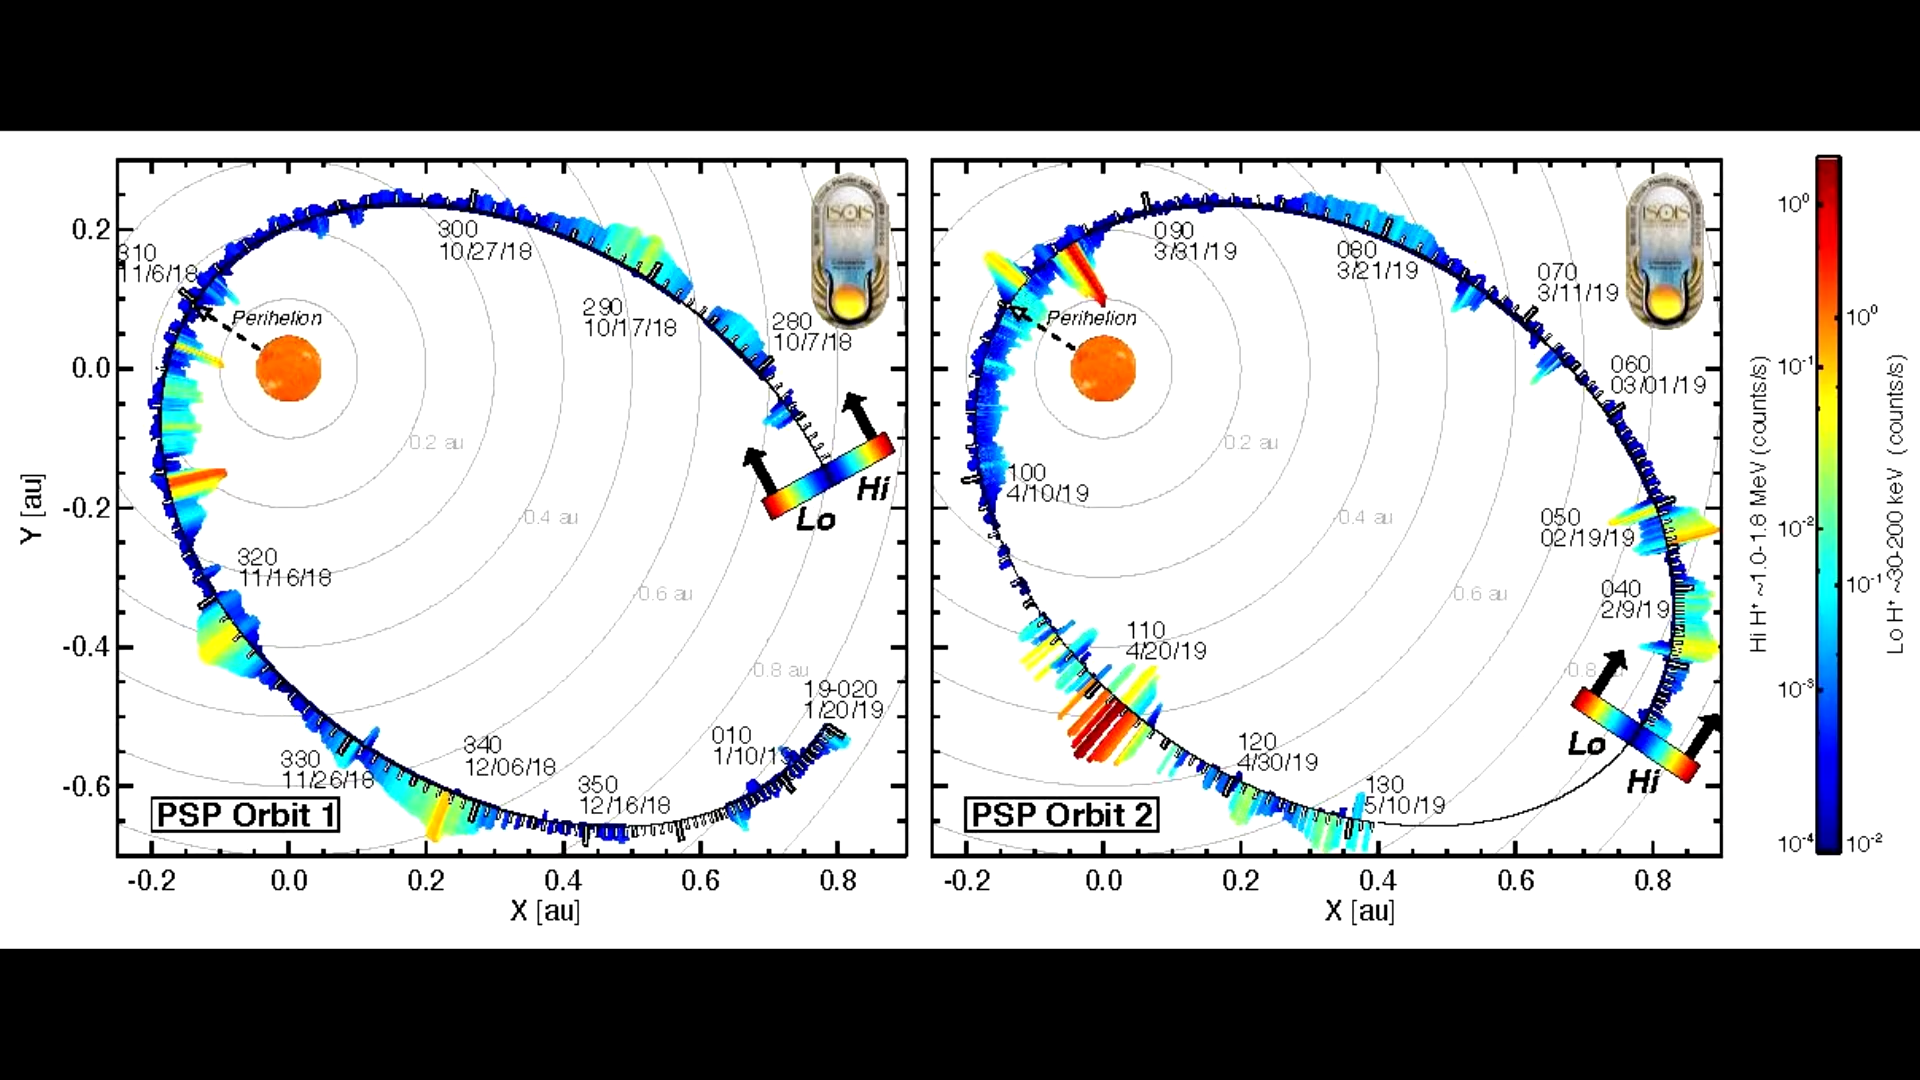 310
11/6/18
300
10/27/18
290
10/17/18
280
10/7/18
Perihelion
ISOIS
0.2 au
0.4 au
0.6 au
0.8 au
Lo
Hi
320
11/16/18
330
11/26/18
340
12/06/18
350
12/16/18
010
1/10/1
19-020
1/20/19
PSP Orbit 1
0.2
0.0
-0.2
-0.4
-0.6
Y [au]
-0.2
0.0
0.2
0.4
0.6
0.8
X [au]
090
3/31/19
080
3/21/19
070
3/11/19
060
03/01/19
050
02/19/19
040
2/9/19
Perihelion
ISOIS
0.2 au
0.4 au
0.6 au
0.8 au
100
4/10/19
110
4/20/19
120
4/30/19
130
5/10/19
Lo
Hi
PSP Orbit 2
-0.2
0.0
0.2
0.4
0.6
0.8
X [au]
Hi H⁺ ~1.0-1.8 MeV (counts/s)
10⁰
10⁻¹
10⁻²
10⁻³
10⁻⁴
10⁰
10⁻¹
10⁻²
Lo H⁺ ~30-200 keV (counts/s)